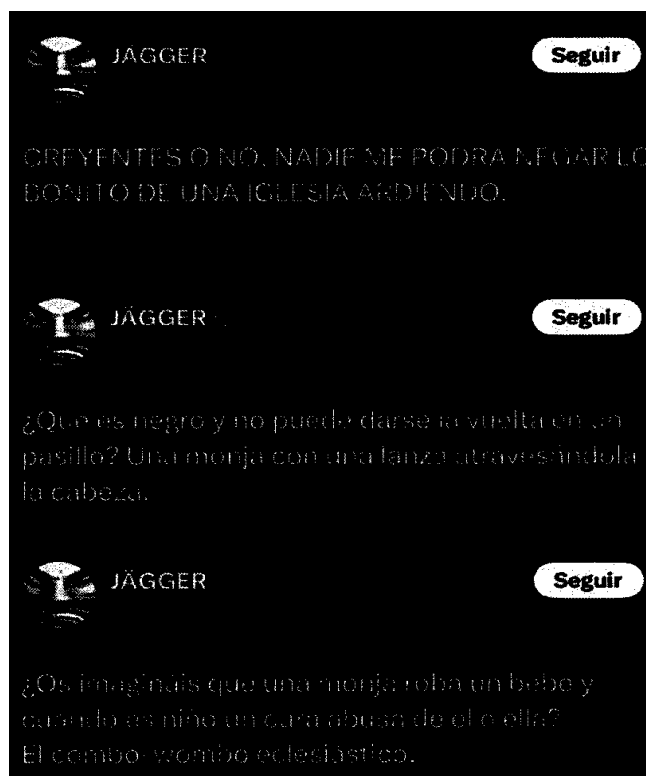 JÄGGER
Seguir
CREYENTES O NO, NADIE ME PODRA NEGAR LO
BONITO DE UNA IGLESIA ARDIENDO.
JÄGGER
Seguir
¿Que es negro y no puede darse la vuelta en un
pasillo? Una monja con una lanza atravesándola
la cabeza.
JÄGGER
Seguir
¿Os imagináis que una monja roba un bebe y
cuando es niño un cura abusa de el o ella?
El combo-wombo eclesiástico.